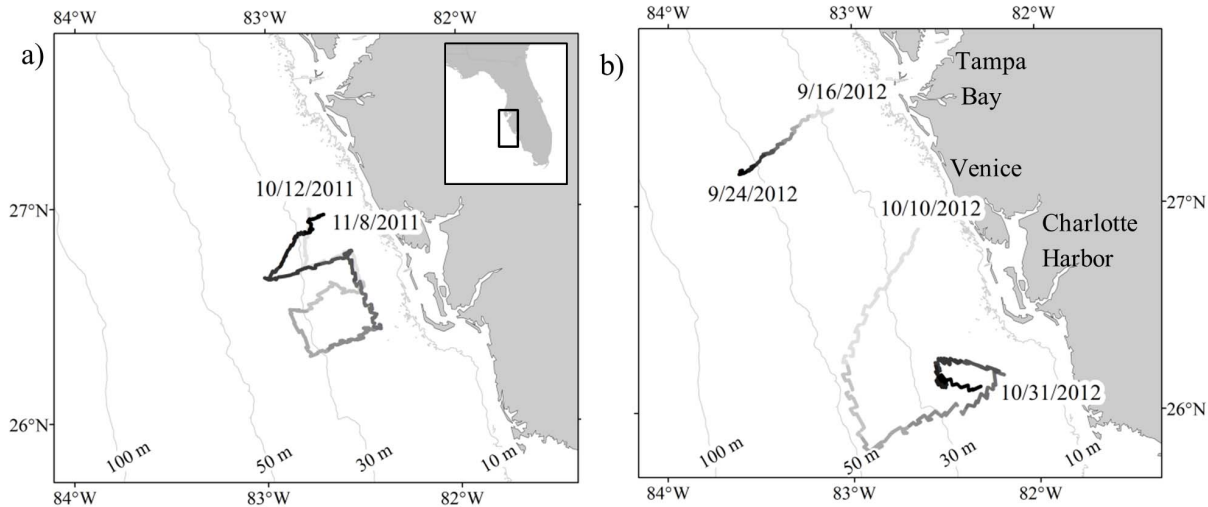 84°W 83°W 82°W
a)
10/12/2011
11/8/2011
27°N
26°N
100 m 50 m 30 m 10 m
84°W 83°W 82°W
84°W 83°W 82°W
b)
Tampa
Bay
9/16/2012
Venice
9/24/2012
10/10/2012
27°N
Charlotte
Harbor
10/31/2012
26°N
100 m 50 m 30 m 10 m
84°W 83°W 82°W